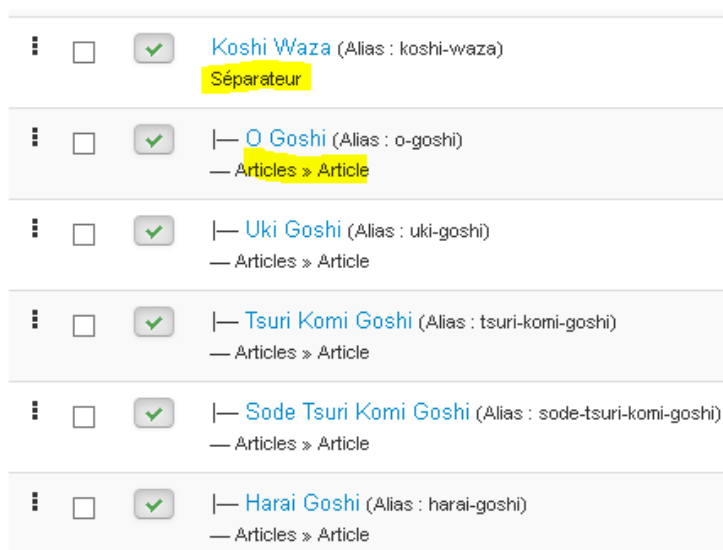 Koshi Waza (Alias : koshi-waza)
Séparateur
|— O Goshi (Alias : o-goshi)
— Articles » Article
|— Uki Goshi (Alias : uki-goshi)
— Articles » Article
|— Tsuri Komi Goshi (Alias : tsuri-komi-goshi)
— Articles » Article
|— Sode Tsuri Komi Goshi (Alias : sode-tsuri-komi-goshi)
— Articles » Article
|— Harai Goshi (Alias : harai-goshi)
— Articles » Article